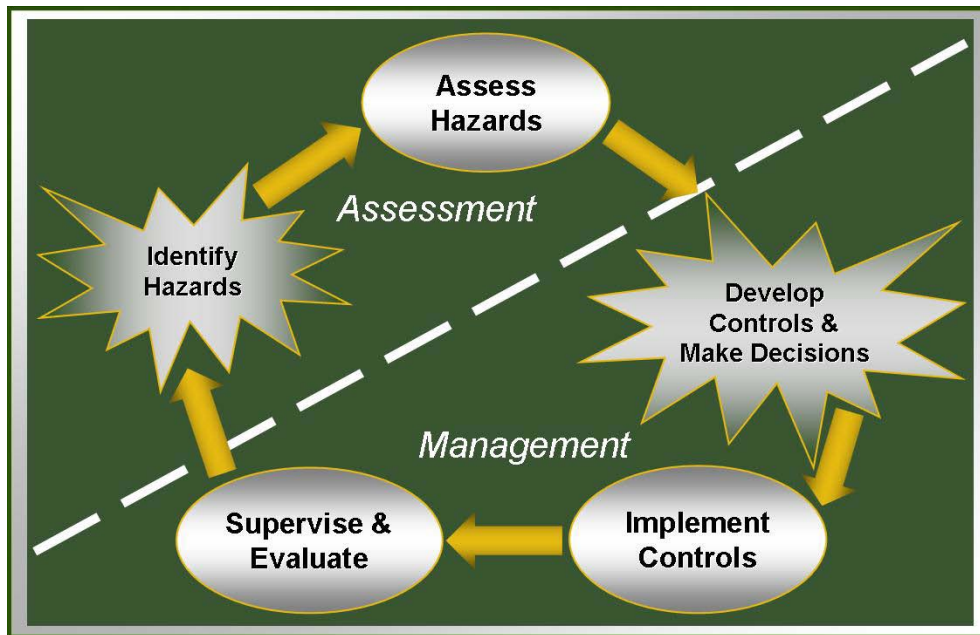 Assess
Hazards
Assessment
Identify
Hazards
Develop
Controls &
Make Decisions
Management
Supervise &
Evaluate
Implement
Controls